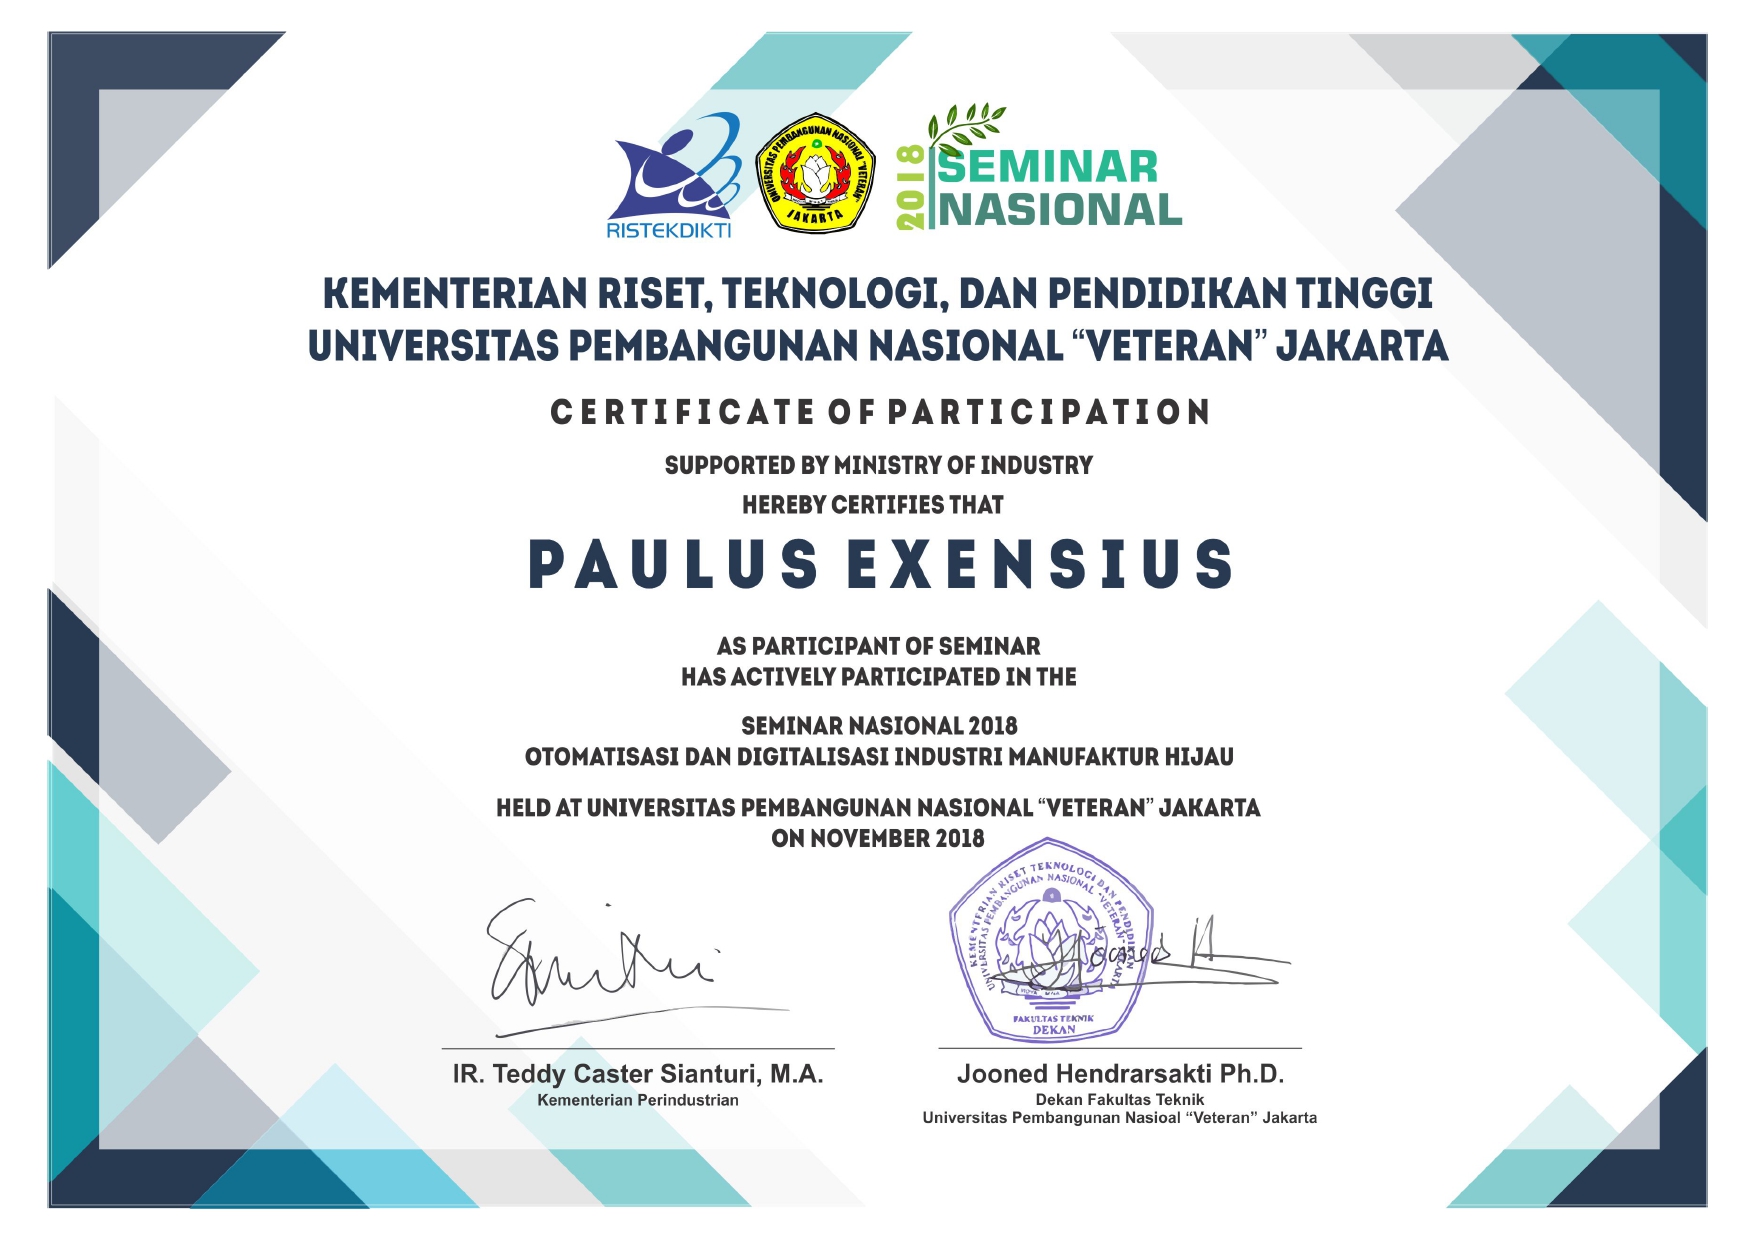 RISTEKDIKTI
UNIVERSITAS PEMBANGUNAN NASIONAL "VETERAN"
JAKARTA
2018
SEMINAR
NASIONAL
KEMENTERIAN RISET, TEKNOLOGI, DAN PENDIDIKAN TINGGI
UNIVERSITAS PEMBANGUNAN NASIONAL “VETERAN” JAKARTA
CERTIFICATE OF PARTICIPATION
SUPPORTED BY MINISTRY OF INDUSTRY
HEREBY CERTIFIES THAT
PAULUS EXENSIUS
AS PARTICIPANT OF SEMINAR
HAS ACTIVELY PARTICIPATED IN THE
SEMINAR NASIONAL 2018
OTOMATISASI DAN DIGITALISASI INDUSTRI MANUFAKTUR HIJAU
HELD AT UNIVERSITAS PEMBANGUNAN NASIONAL “VETERAN” JAKARTA
ON NOVEMBER 2018
KEMENTERIAN RISET TEKNOLOGI DAN PENDIDIKAN
UNIVERSITAS PEMBANGUNAN NASIONAL "VETERAN" JAKARTA
FAKULTAS TEKNIK
DEKAN
IR. Teddy Caster Sianturi, M.A.
Kementerian Perindustrian
Jooned Hendrarsakti Ph.D.
Dekan Fakultas Teknik
Universitas Pembangunan Nasioal “Veteran” Jakarta